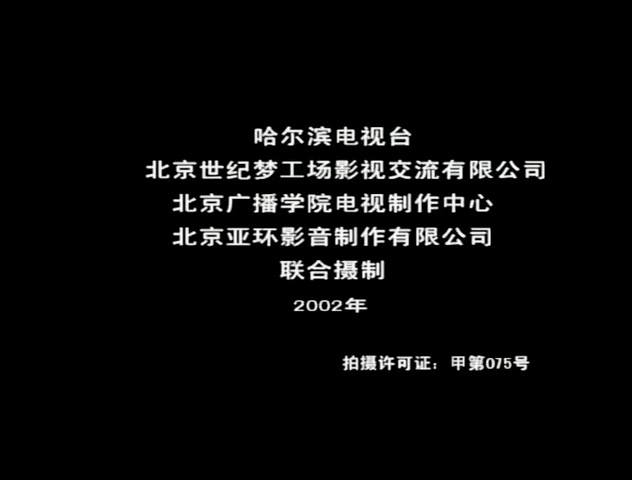 哈尔滨电视台
北京世纪梦工场影视交流有限公司
北京广播学院电视制作中心
北京亚环影音制作有限公司
联合摄制
2002年
拍摄许可证：甲第075号